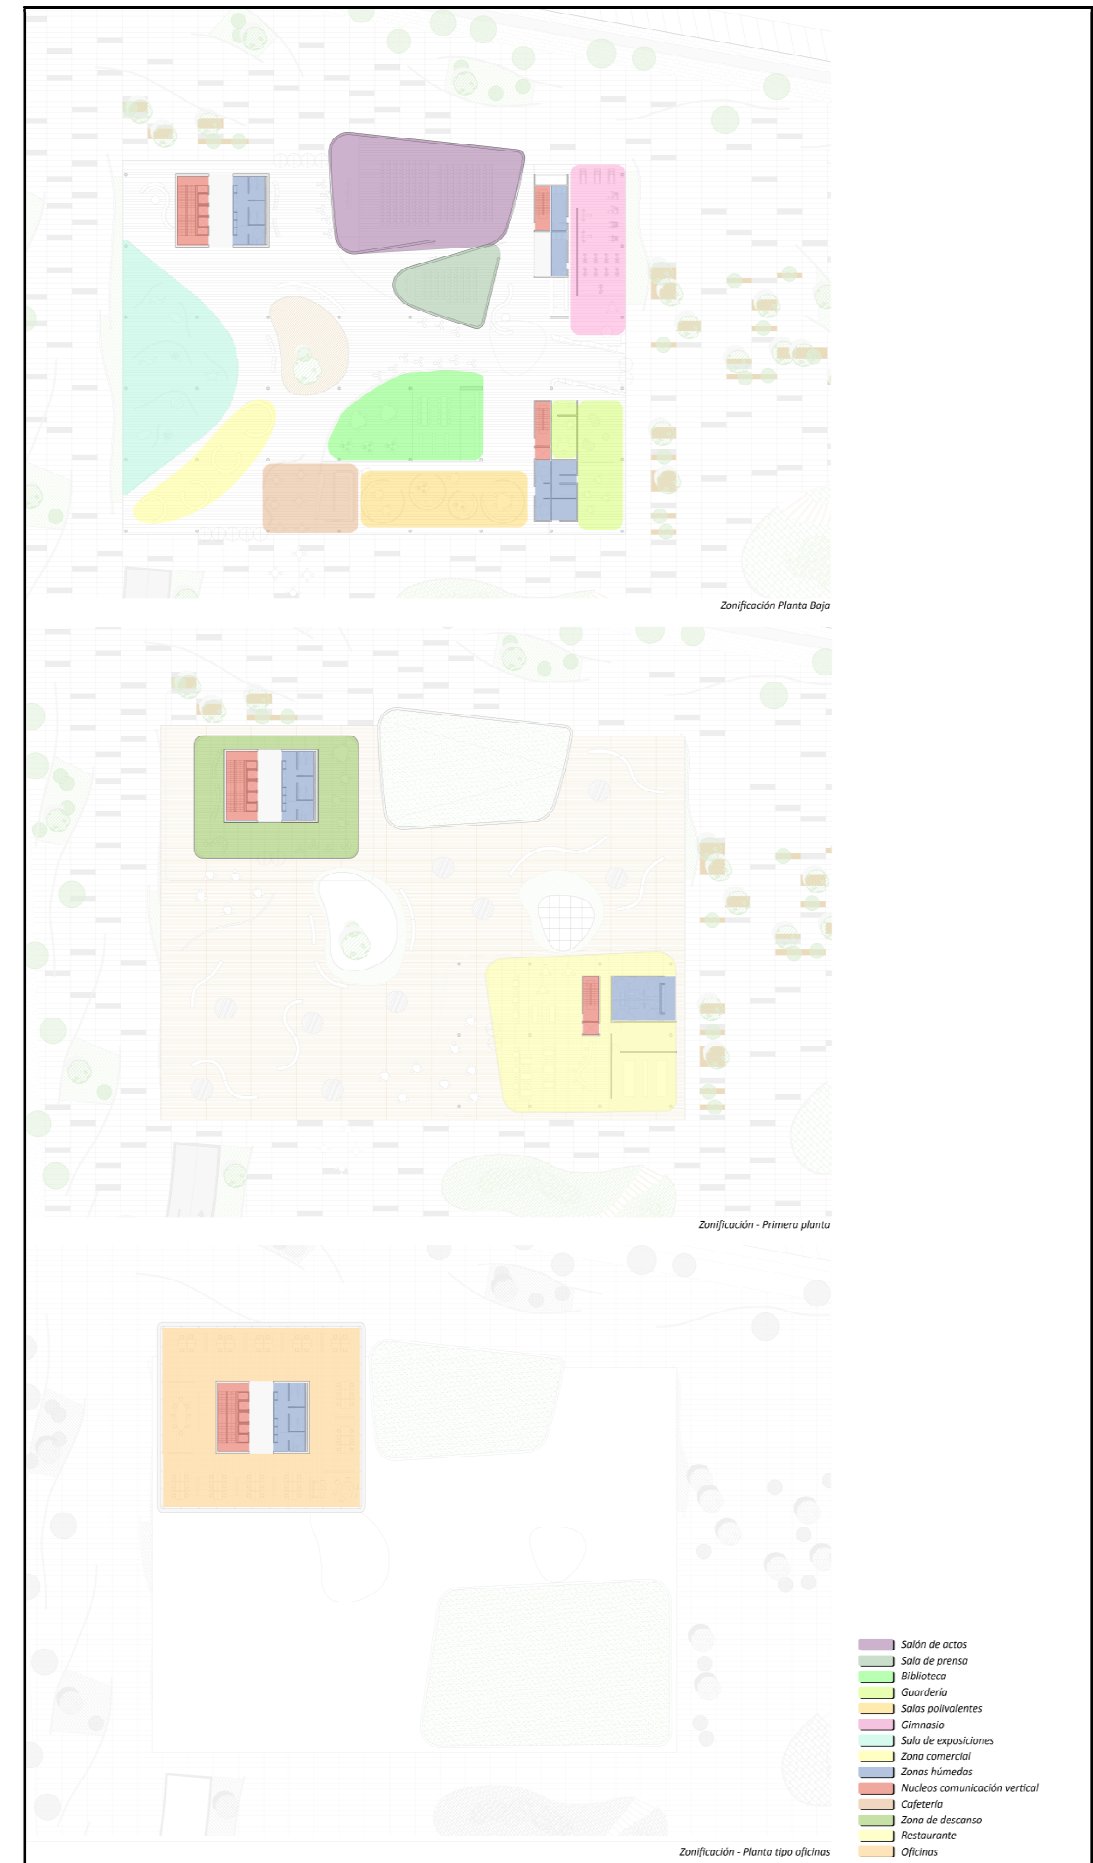 Zonificación Planta Baja
Zonificación - Primera planta
Zonificación - Planta tipo oficinas
Salón de actos
Sala de prensa
Biblioteca
Guardería
Salas polivalentes
Gimnasio
Sala de exposiciones
Zona comercial
Zonas húmedas
Nucleos comunicación vertical
Cafetería
Zona de descanso
Restaurante
Oficinas